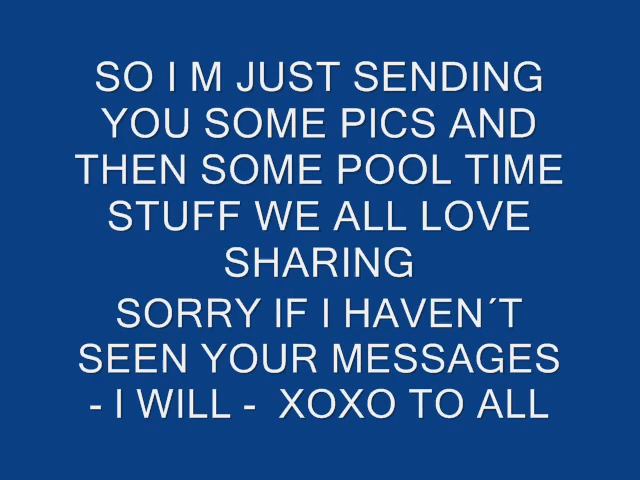 SO I M JUST SENDING
YOU SOME PICS AND
THEN SOME POOL TIME
STUFF WE ALL LOVE
SHARING
SORRY IF I HAVEN´T
SEEN YOUR MESSAGES
- I WILL -  XOXO TO ALL